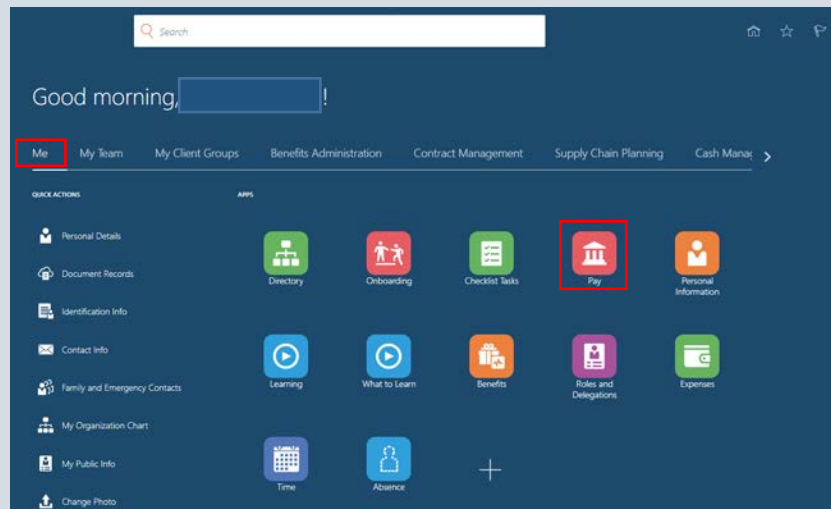 Search
Good morning, !
Me My Team My Client Groups Benefits Administration Contract Management Supply Chain Planning Cash Manag
QUICK ACTIONS
APPS
Personal Details
Document Records
Identification Info
Contact Info
Family and Emergency Contacts
My Organization Chart
My Public Info
Change Photo
Directory
Onboarding
Checklist Tasks
Pay
Personal
Information
Learning
What to Learn
Benefits
Roles and
Delegations
Expenses
Time
Absence